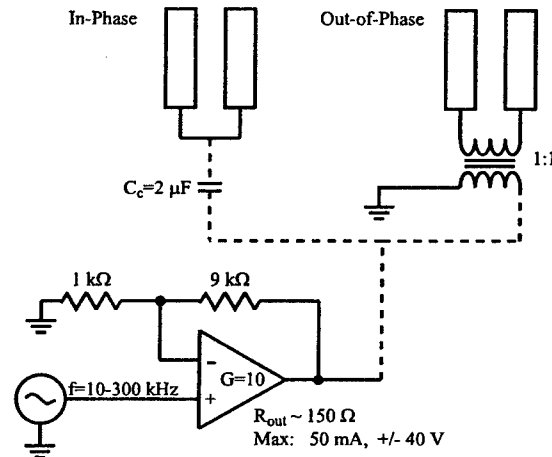 In-Phase
Out-of-Phase
1:1
C_c=2 μF
1 kΩ
9 kΩ
-
G=10
+
f=10-300 kHz
R_out ~ 150 Ω
Max: 50 mA, +/- 40 V